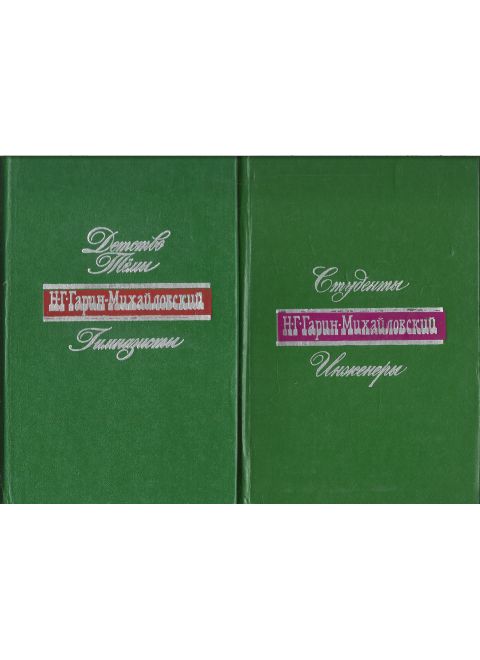 Детство
Тёмы
Н·Г·Гарин-Михайловский
Гимназисты
Студенты
Н·Г·Гарин-Михайловский
Инженеры